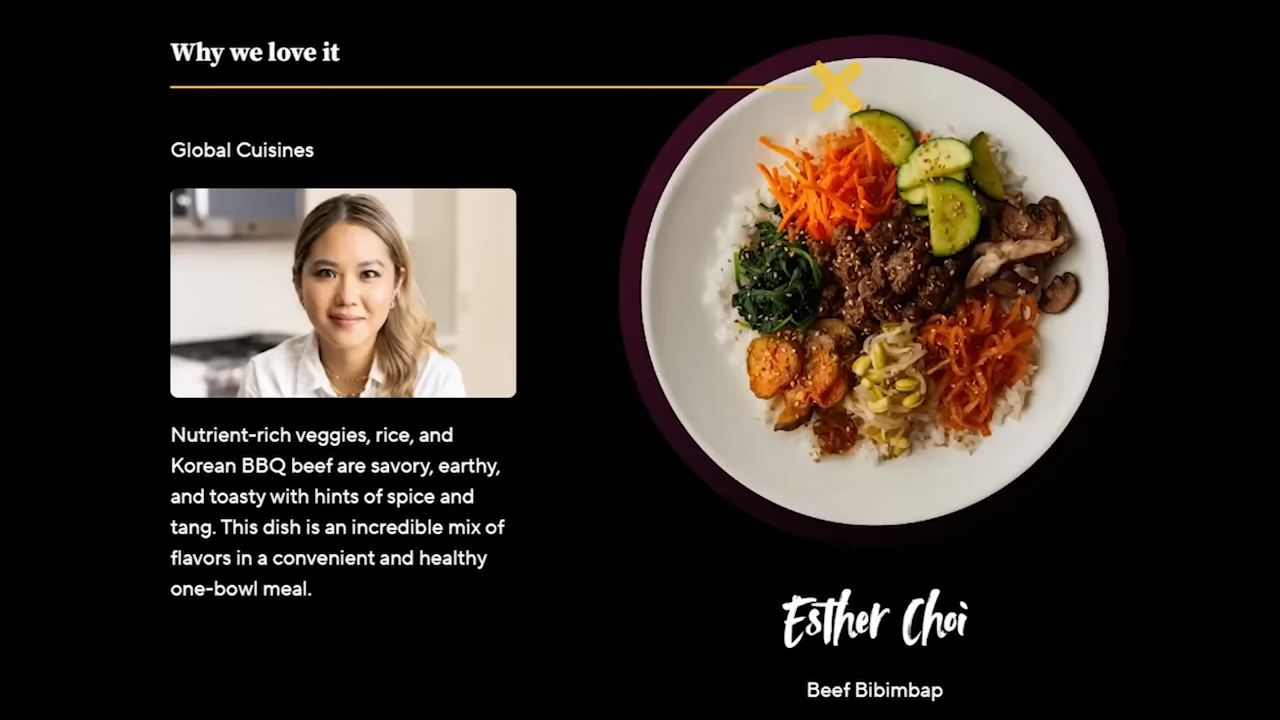 Why we love it
Global Cuisines
Nutrient-rich veggies, rice, and
Korean BBQ beef are savory, earthy,
and toasty with hints of spice and
tang. This dish is an incredible mix of
flavors in a convenient and healthy
one-bowl meal.
Esther Choi
Beef Bibimbap